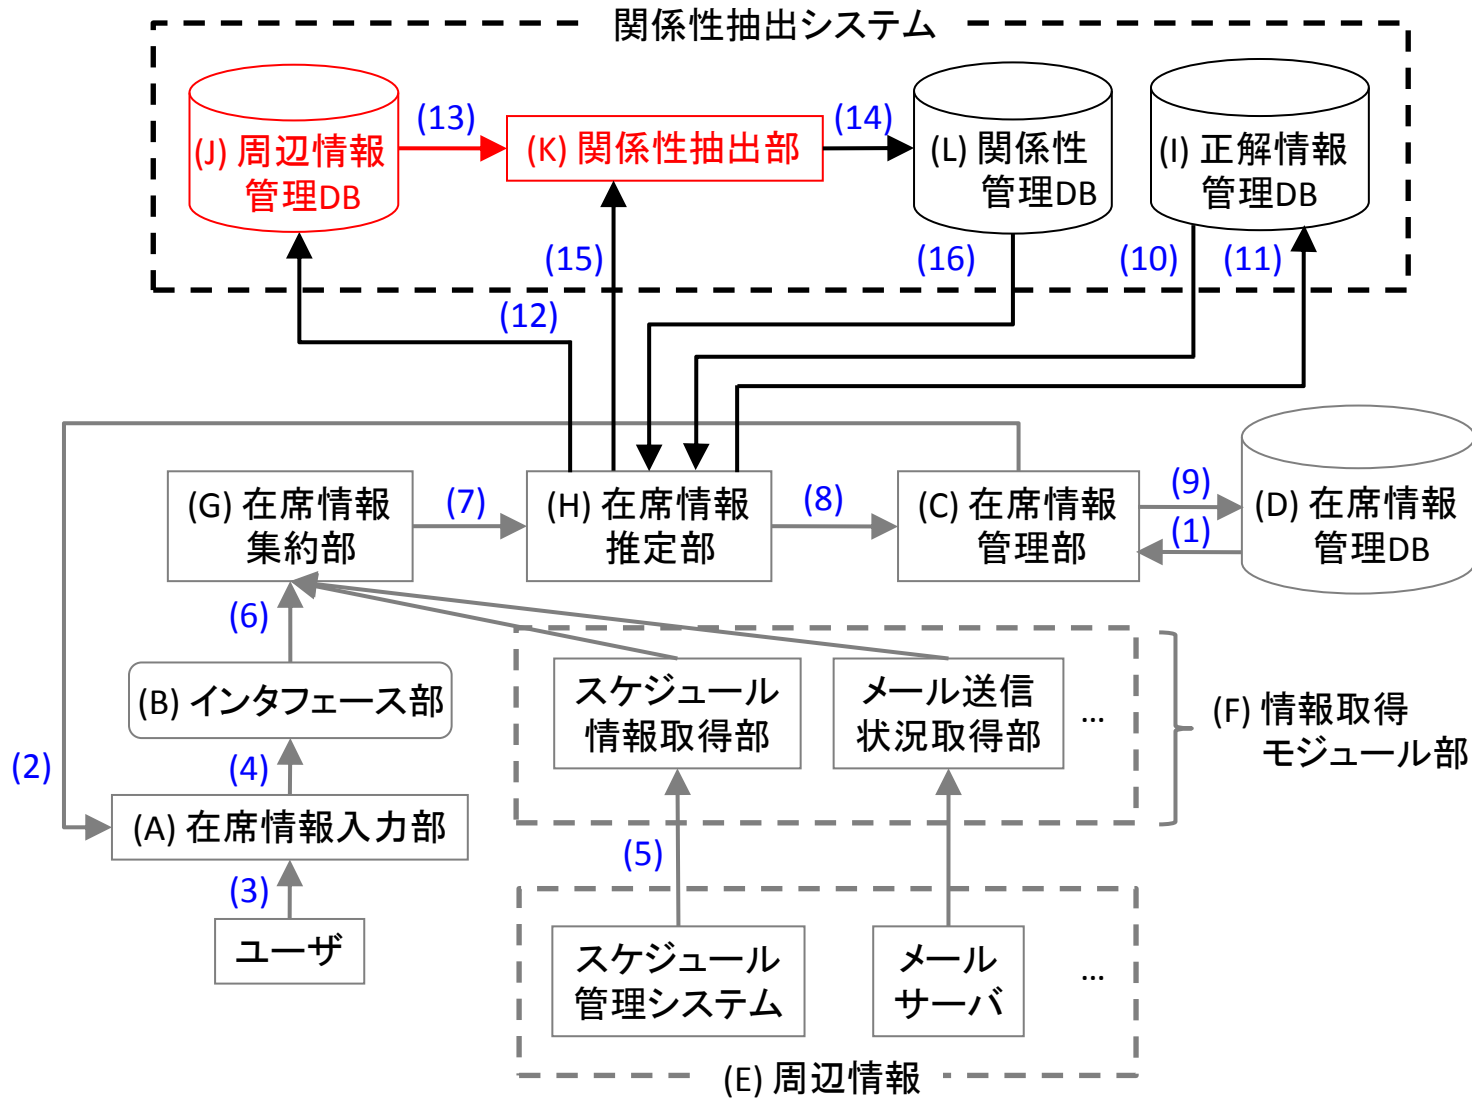 関係性抽出システム
(13)
(14)
(J) 周辺情報
管理DB
(K) 関係性抽出部
(L) 関係性
管理DB
(I) 正解情報
管理DB
(15)
(16)
(10)
(11)
(12)
(G) 在席情報
集約部
(7)
(H) 在席情報
推定部
(8)
(C) 在席情報
管理部
(9)
(1)
(D) 在席情報
管理DB
(6)
(B) インタフェース部
スケジュール
情報取得部
メール送信
状況取得部
...
(F) 情報取得
モジュール部
(2)
(4)
(A) 在席情報入力部
(5)
(3)
ユーザ
スケジュール
管理システム
メール
サーバ
...
(E) 周辺情報